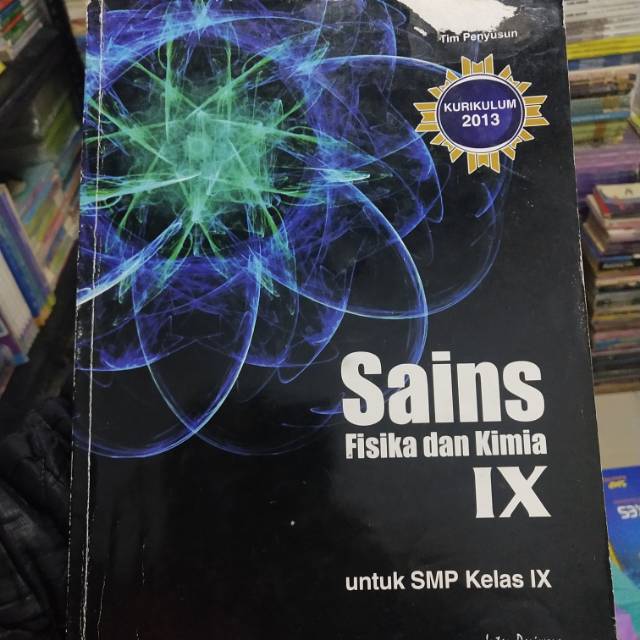 Tim Penyusun
KURIKULUM
2013
Sains
Fisika dan Kimia
IX
untuk SMP Kelas IX